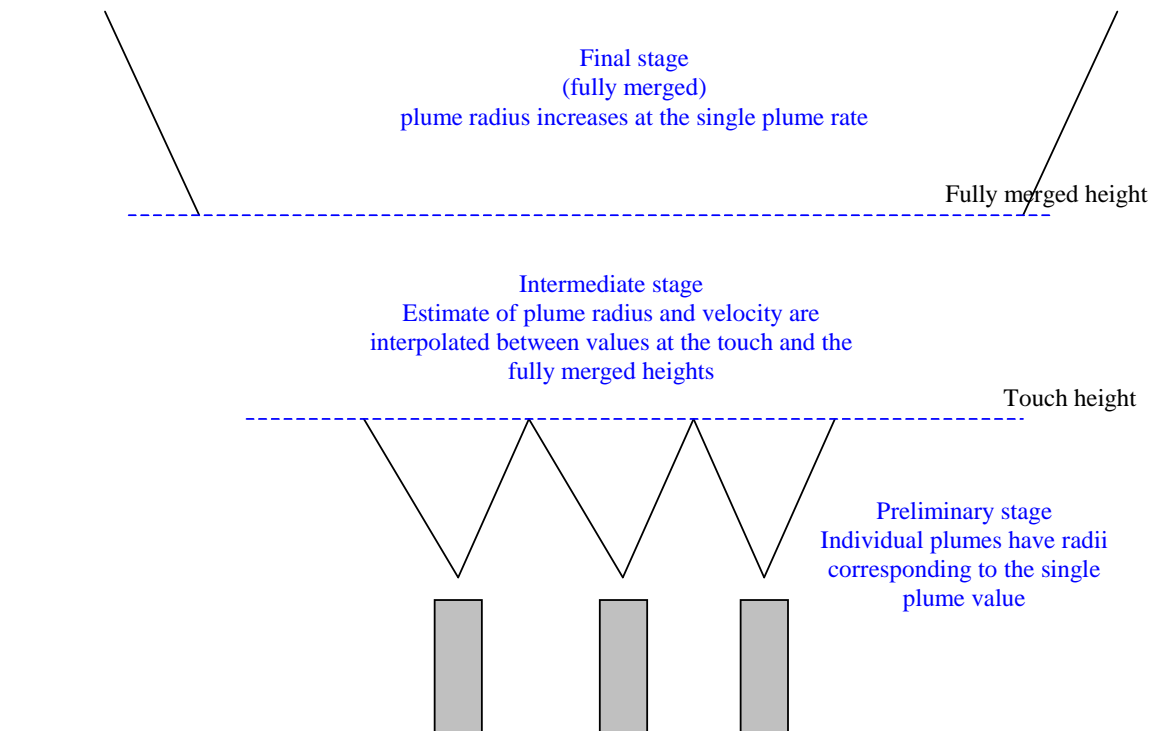 Final stage
(fully merged)
plume radius increases at the single plume rate
Fully merged height
Intermediate stage
Estimate of plume radius and velocity are
interpolated between values at the touch and the
fully merged heights
Touch height
Preliminary stage
Individual plumes have radii
corresponding to the single
plume value